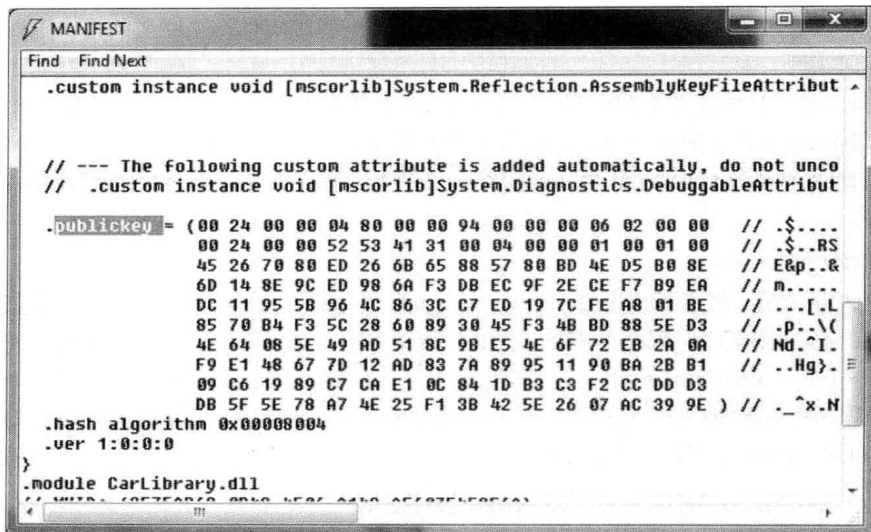 MANIFEST
Find Find Next
.custom instance void [mscorlib]System.Reflection.AssemblyKeyFileAttribut
// --- The following custom attribute is added automatically, do not unco
// .custom instance void [mscorlib]System.Diagnostics.DebuggableAttribut
.publickey = (00 24 00 00 04 80 00 00 94 00 00 00 06 02 00 00 // .$....
00 24 00 00 52 53 41 31 00 04 00 00 01 00 01 00 // .$..RS
45 26 70 80 ED 26 6B 65 88 57 80 BD 4E D5 B0 8E // E&p..&
6D 14 8E 9C ED 98 6A F3 DB EC 9F 2E CE F7 B9 EA // m.....
DC 11 95 5B 96 4C 86 3C C7 ED 19 7C FE A8 01 BE // ...[.L
85 70 B4 F3 5C 28 60 89 30 45 F3 4B BD 88 5E D3 // .p..\(
4E 64 08 5E 49 AD 51 8C 9B E5 4E 6F 72 EB 2A 0A // Nd.^I.
F9 E1 48 67 7D 12 AD 83 7A 89 95 11 90 BA 2B B1 // ..Hg}.
09 C6 19 89 C7 CA E1 0C 84 1D B3 C3 F2 CC DD D3
DB 5F 5E 78 A7 4E 25 F1 3B 42 5E 26 07 AC 39 9E ) // ._^x.N
.hash algorithm 0x00008004
.ver 1:0:0:0
}
.module CarLibrary.dll